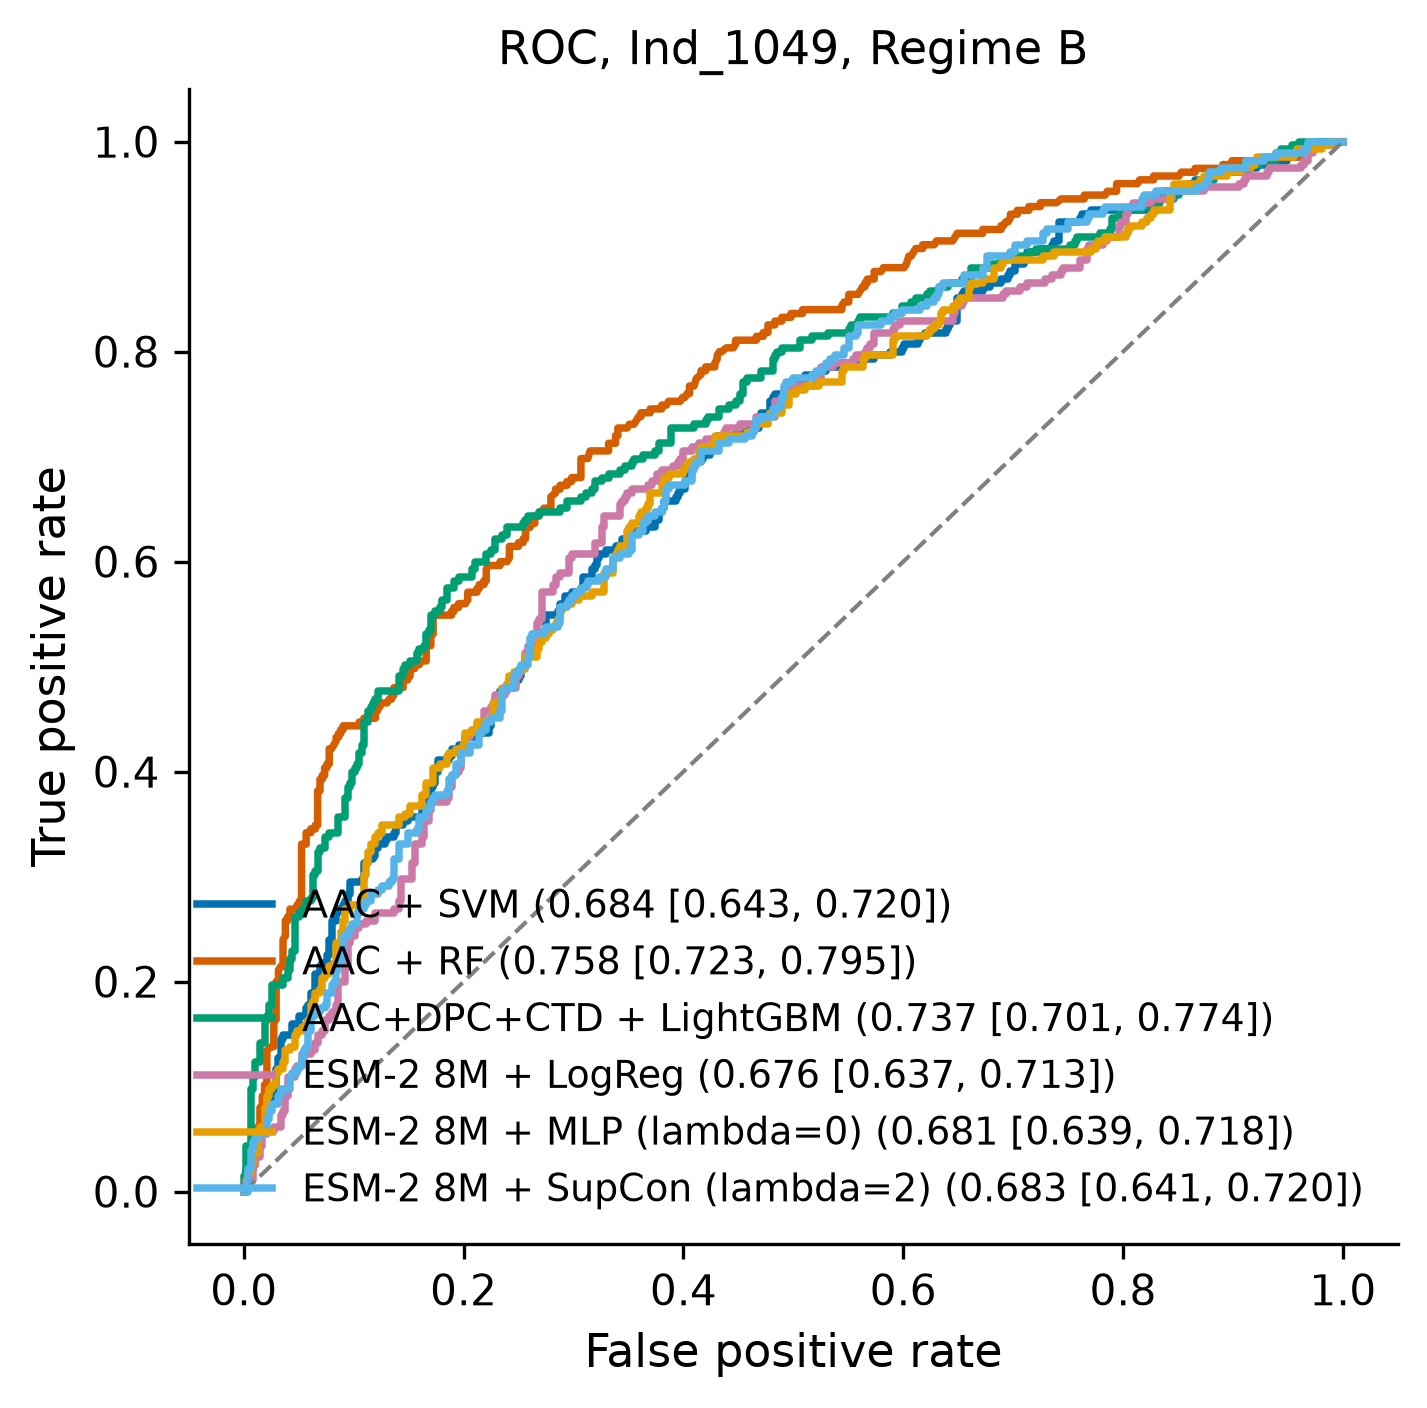 ROC, Ind_1049, Regime B
1.0
0.8
0.6
0.4
0.2
0.0
True positive rate
AAC + SVM (0.684 [0.643, 0.720])
AAC + RF (0.758 [0.723, 0.795])
AAC+DPC+CTD + LightGBM (0.737 [0.701, 0.774])
ESM-2 8M + LogReg (0.676 [0.637, 0.713])
ESM-2 8M + MLP (lambda=0) (0.681 [0.639, 0.718])
ESM-2 8M + SupCon (lambda=2) (0.683 [0.641, 0.720])
0.0 0.2 0.4 0.6 0.8 1.0
False positive rate